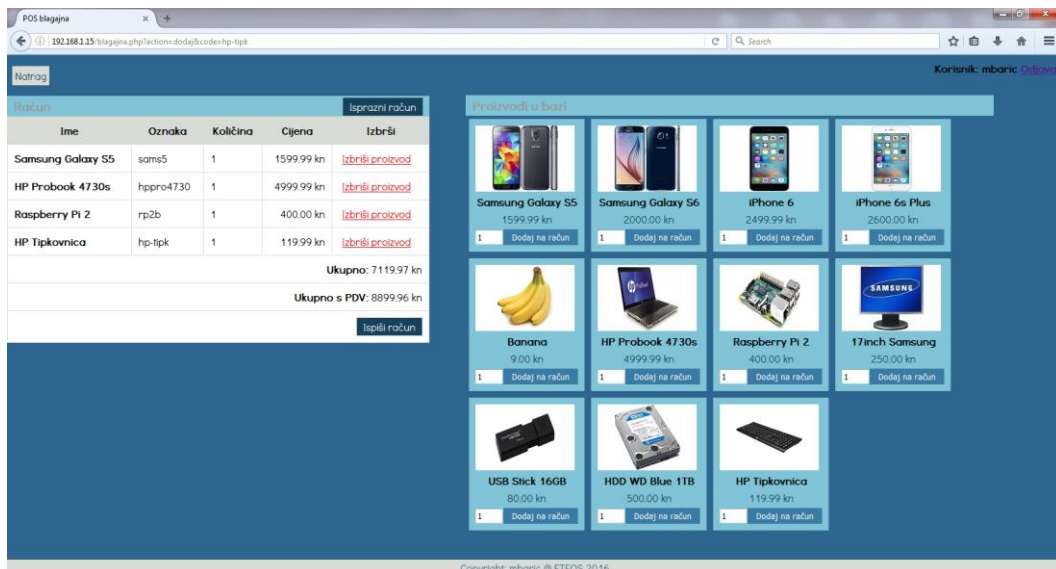 POS blagajna
192.168.1.15/blagajna.php?action=dodaj&code=hp-tipk
Search
Natrag
Korisnik: mbaric Odjava
Račun
Isprazni račun
Ime Oznaka Količina Cijena Izbrši
Samsung Galaxy S5 sams5 1 1599.99 kn Izbriši proizvod
HP Probook 4730s hppro4730 1 4999.99 kn Izbriši proizvod
Raspberry Pi 2 rp2b 1 400.00 kn Izbriši proizvod
HP Tipkovnica hp-tipk 1 119.99 kn Izbriši proizvod
Ukupno: 7119.97 kn
Ukupno s PDV: 8899.96 kn
Ispiši račun
Proizvodi u bazi
Samsung Galaxy S5 Samsung Galaxy S6 iPhone 6 iPhone 6s Plus
1599.99 kn 2000.00 kn 2499.99 kn 2600.00 kn
1 Dodaj na račun 1 Dodaj na račun 1 Dodaj na račun 1 Dodaj na račun
SAMSUNG
Banana HP Probook 4730s Raspberry Pi 2 17inch Samsung
9.00 kn 4999.99 kn 400.00 kn 250.00 kn
1 Dodaj na račun 1 Dodaj na račun 1 Dodaj na račun 1 Dodaj na račun
USB Stick 16GB HDD WD Blue 1TB HP Tipkovnica
80.00 kn 500.00 kn 119.99 kn
1 Dodaj na račun 1 Dodaj na račun 1 Dodaj na račun
Copyright: mbaric @ ETFOS 2016